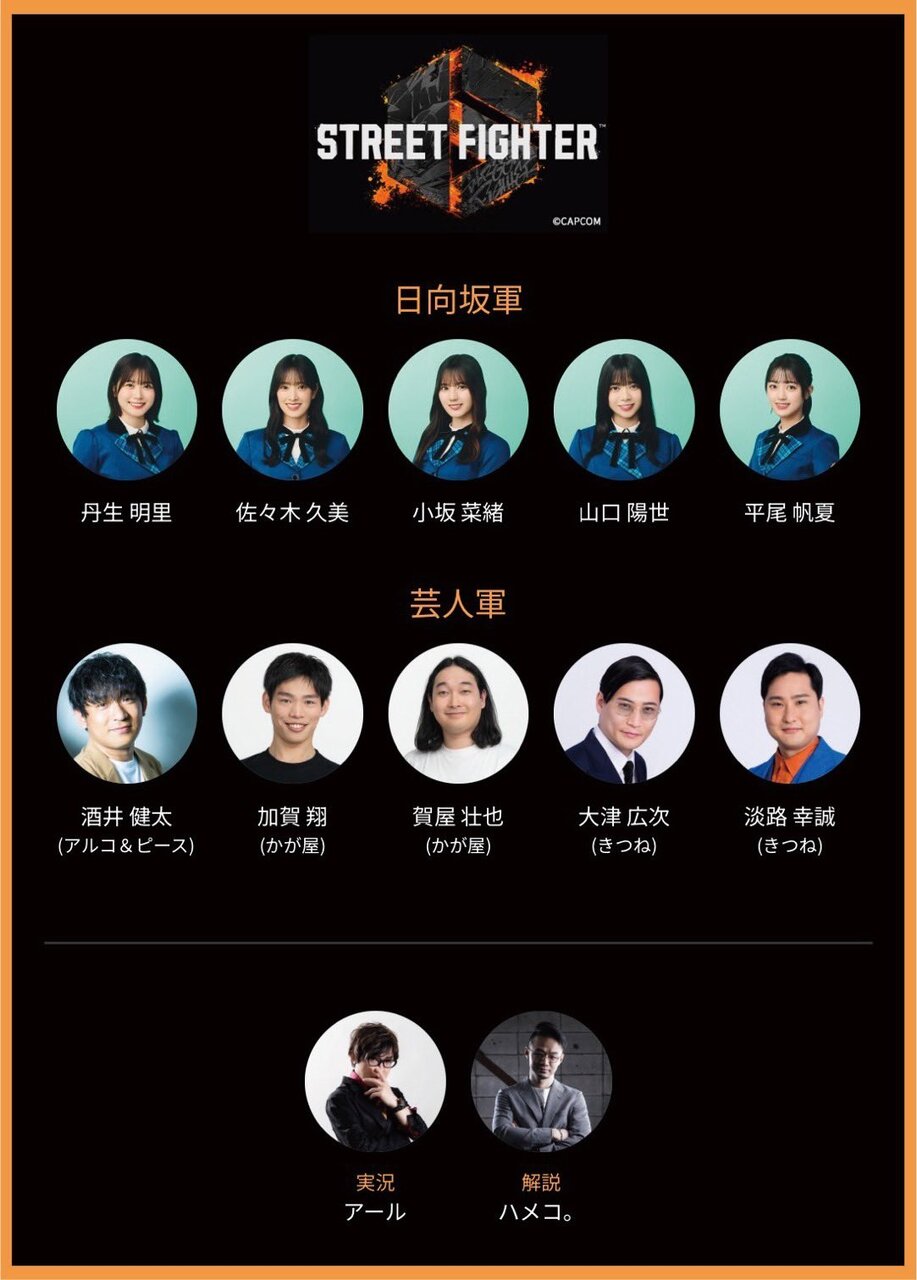 STREET FIGHTER™
©CAPCOM
日向坂軍
丹生 明里
佐々木 久美
小坂 菜緒
山口 陽世
平尾 帆夏
芸人軍
酒井 健太
(アルコ＆ピース)
加賀 翔
(かが屋)
賀屋 壮也
(かが屋)
大津 広次
(きつね)
淡路 幸誠
(きつね)
実況
アール
解説
ハメコ。